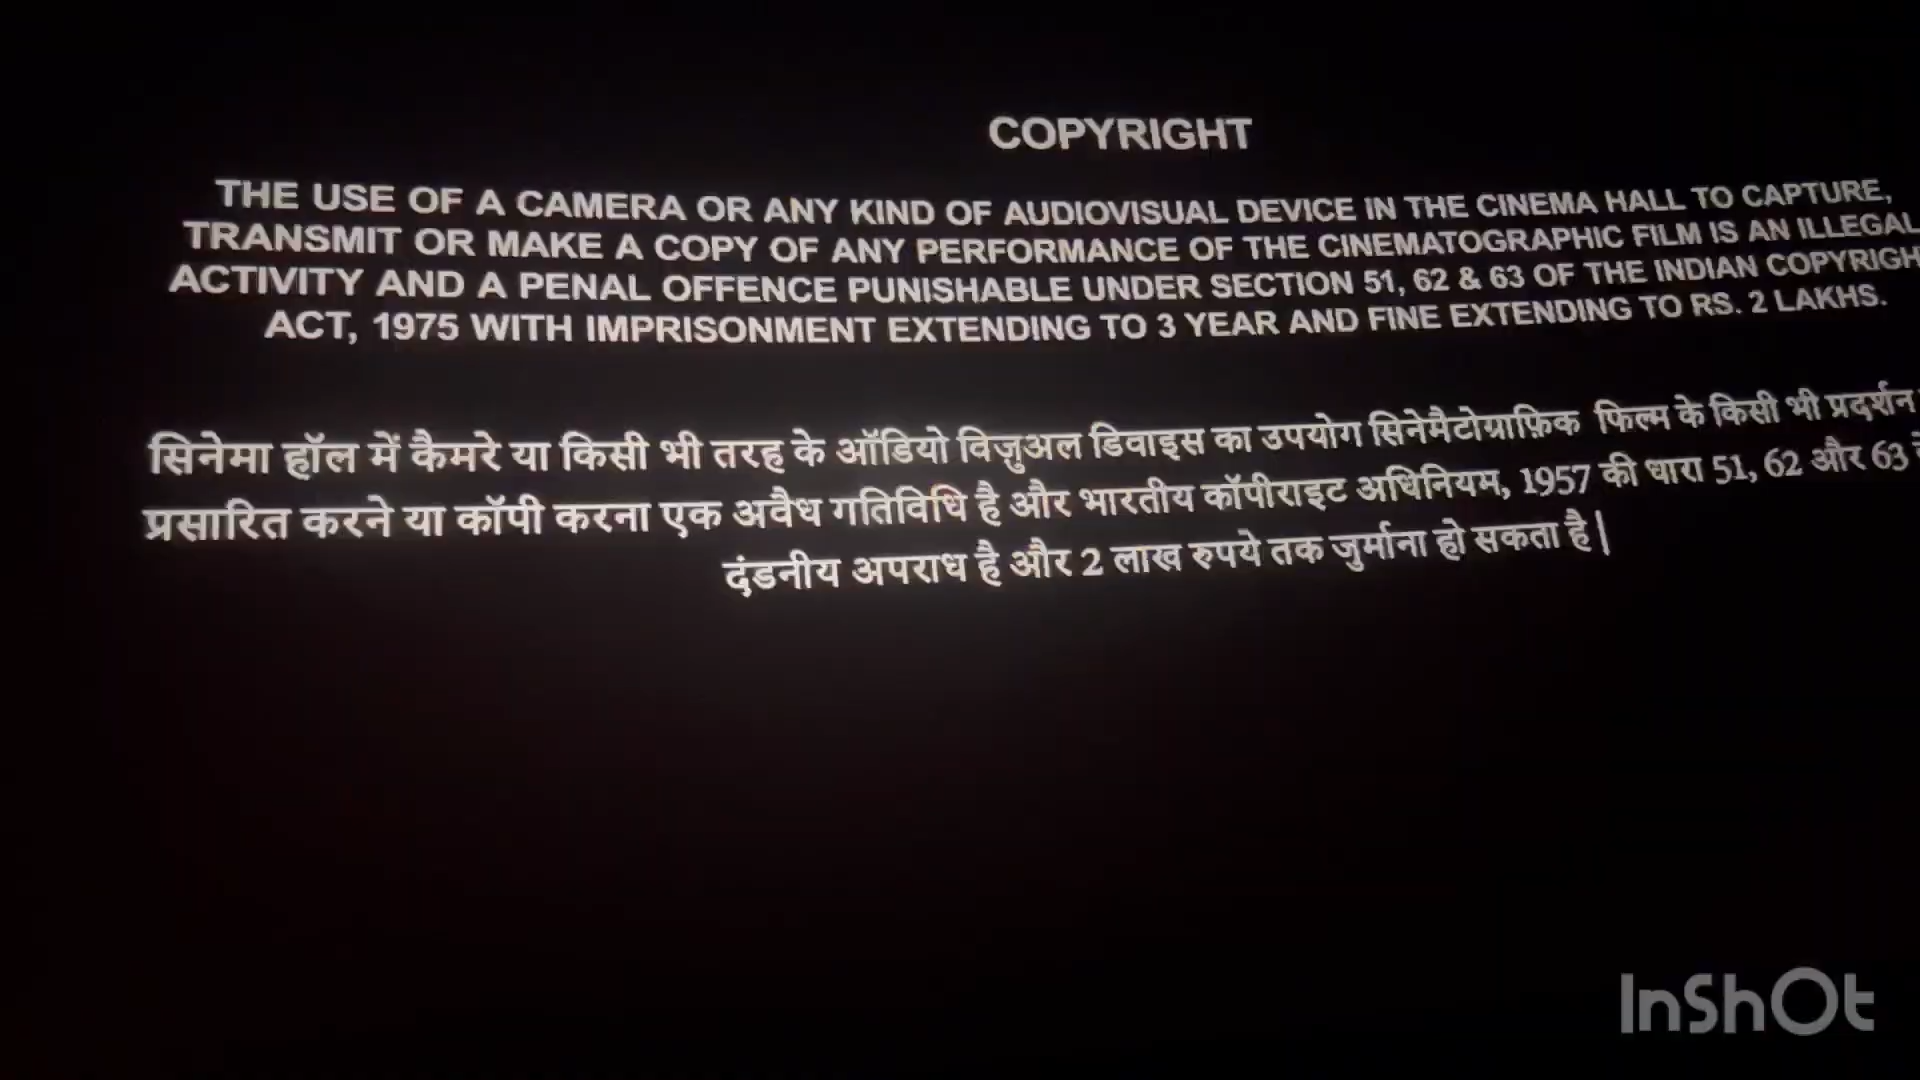 COPYRIGHT
THE USE OF A CAMERA OR ANY KIND OF AUDIOVISUAL DEVICE IN THE CINEMA HALL TO CAPTURE,
TRANSMIT OR MAKE A COPY OF ANY PERFORMANCE OF THE CINEMATOGRAPHIC FILM IS AN ILLEGAL
ACTIVITY AND A PENAL OFFENCE PUNISHABLE UNDER SECTION 51, 62 & 63 OF THE INDIAN COPYRIGH
ACT, 1975 WITH IMPRISONMENT EXTENDING TO 3 YEAR AND FINE EXTENDING TO RS. 2 LAKHS.
सिनेमा हॉल में कैमरे या किसी भी तरह के ऑडियो विज़ुअल डिवाइस का उपयोग सिनेमैटोग्राफ़िक फिल्म के किसी भी प्रदर्शन
प्रसारित करने या कॉपी करना एक अवैध गतिविधि है और भारतीय कॉपीराइट अधिनियम, 1957 की धारा 51, 62 और 63
दंडनीय अपराध है और 2 लाख रुपये तक जुर्माना हो सकता है|
InShOt